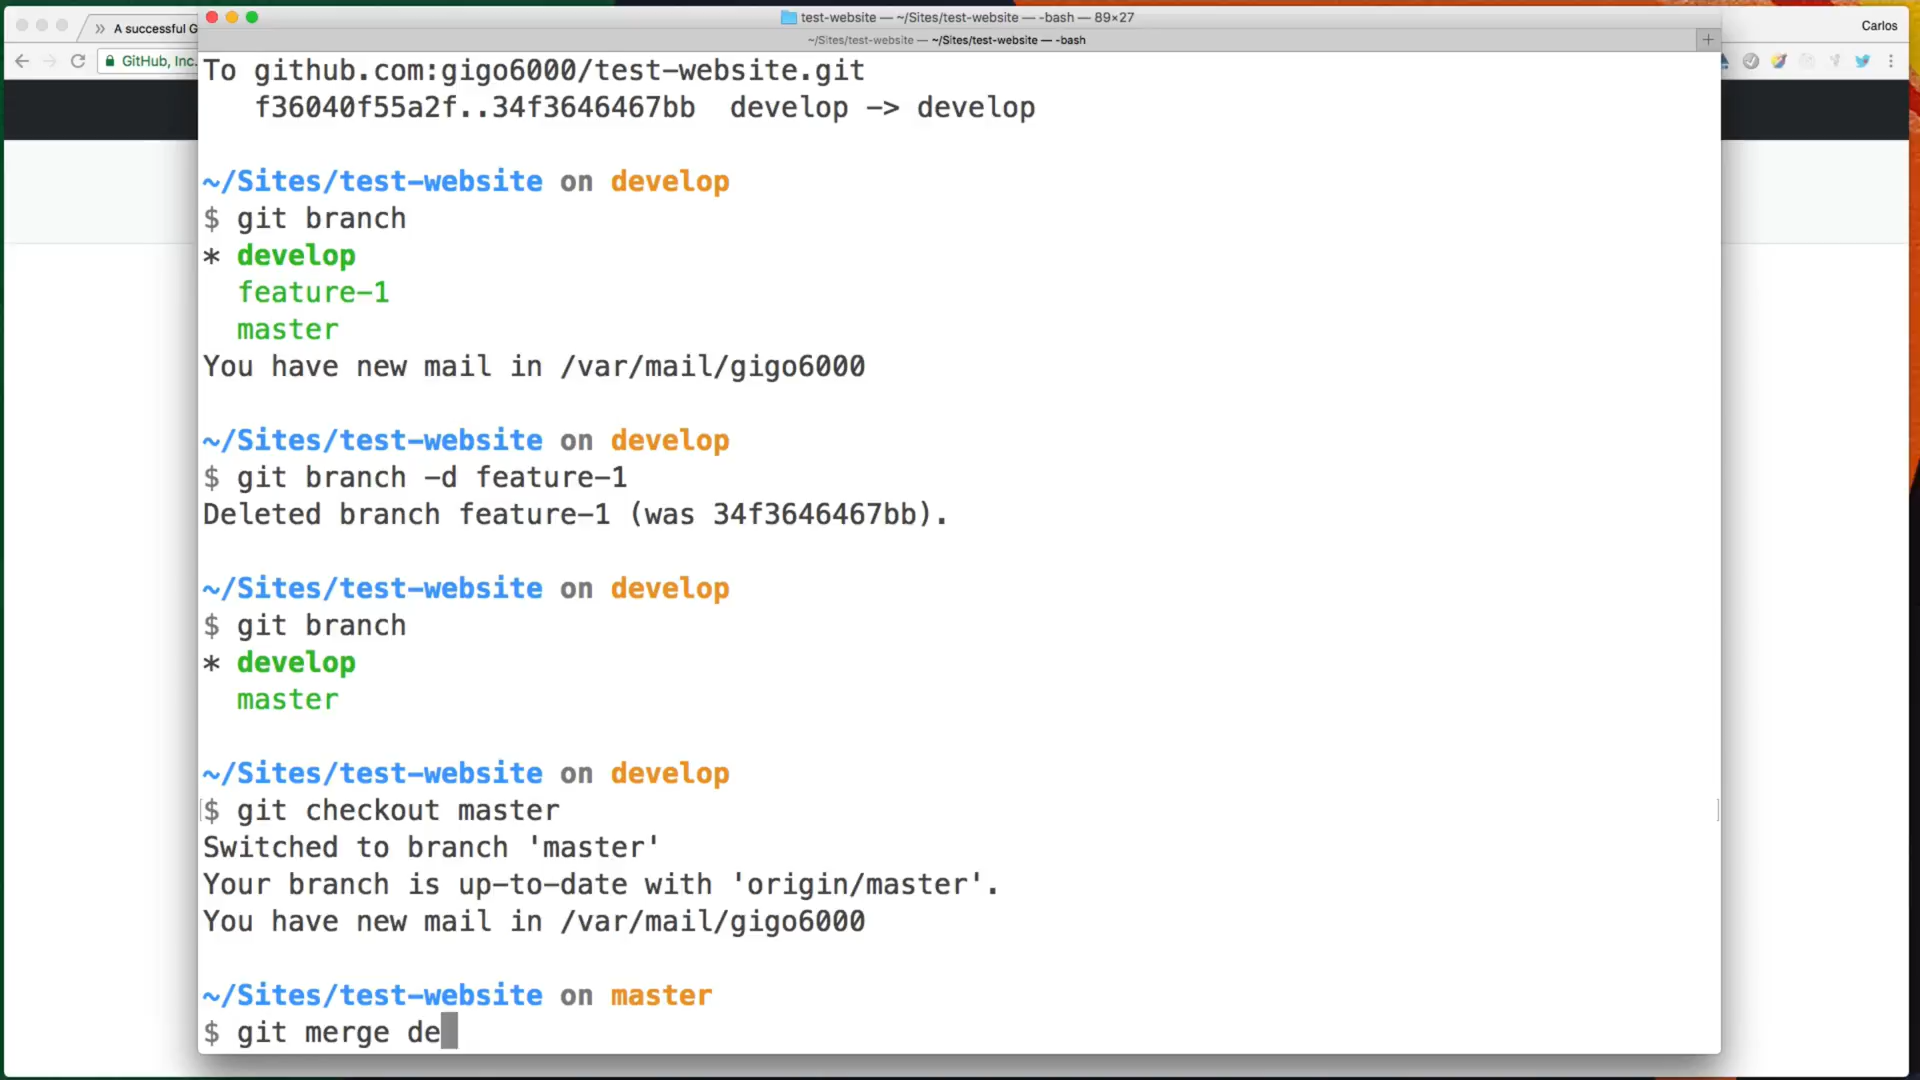 test-website — ~/Sites/test-website — -bash — 89×27
Carlos
» A successful G
~/Sites/test-website — ~/Sites/test-website — -bash
GitHub, Inc.
To github.com:gigo6000/test-website.git
f36040f55a2f..34f3646467bb develop -> develop
~/Sites/test-website on develop
$ git branch
* develop
feature-1
master
You have new mail in /var/mail/gigo6000
~/Sites/test-website on develop
$ git branch -d feature-1
Deleted branch feature-1 (was 34f3646467bb).
~/Sites/test-website on develop
$ git branch
* develop
master
~/Sites/test-website on develop
$ git checkout master
Switched to branch 'master'
Your branch is up-to-date with 'origin/master'.
You have new mail in /var/mail/gigo6000
~/Sites/test-website on master
$ git merge de